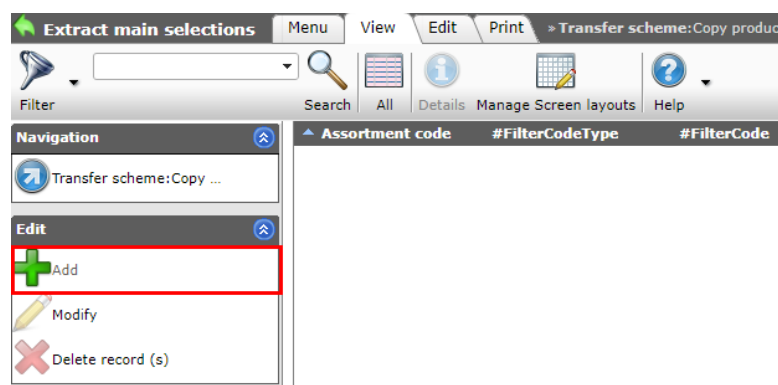 Extract main selections Menu View Edit Print »Transfer scheme:Copy produc
Filter Search All Details Manage Screen layouts Help
Navigation
Transfer scheme:Copy ...
Edit
Add
Modify
Delete record (s)
Assortment code #FilterCodeType #FilterCode